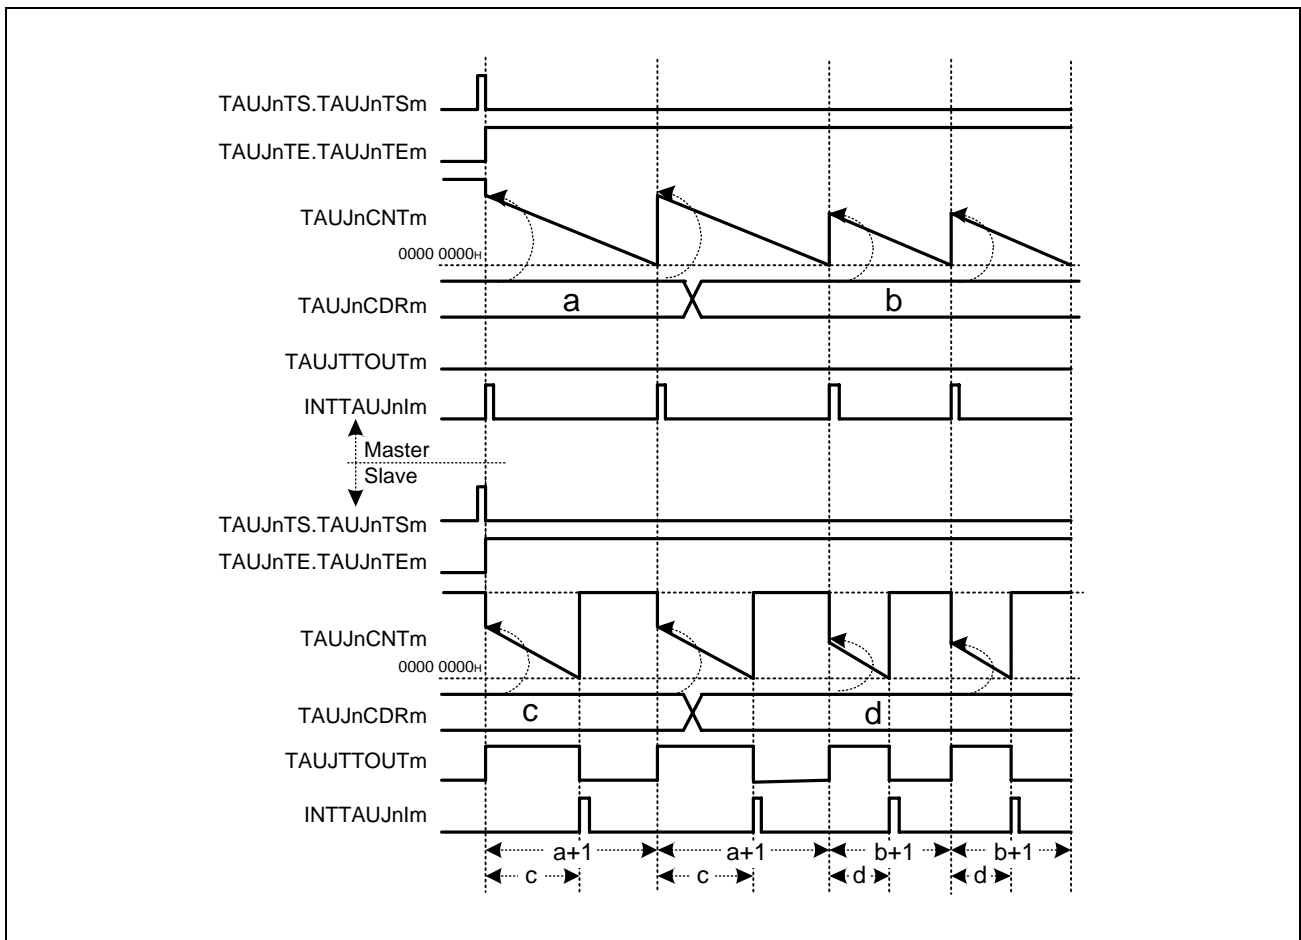 TAUJnTS.TAUJnTSm
TAUJnTE.TAUJnTEm
TAUJnCNTm
0000 0000H
TAUJnCDRm
a
b
TAUJTTOUTm
INTTAUJnIm
Master
Slave
TAUJnTS.TAUJnTSm
TAUJnTE.TAUJnTEm
TAUJnCNTm
0000 0000H
TAUJnCDRm
c
d
TAUJTTOUTm
INTTAUJnIm
a+1 a+1 b+1 b+1
c c d d